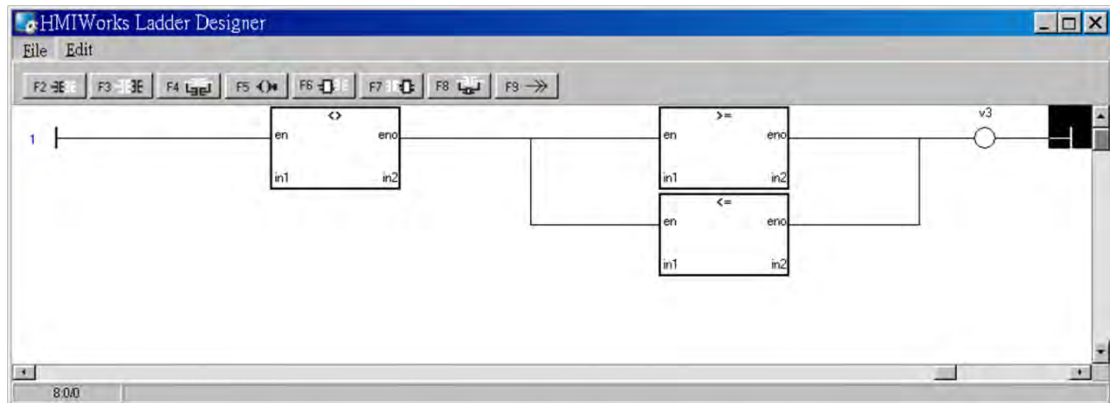 HMIWorks Ladder Designer
File Edit
F2 F3 F4 F5 F6 F7 F8 F9
1
<>
en eno
in1 in2
>=
en eno
in1 in2
v3
<=
en eno
in1 in2
8:0/0